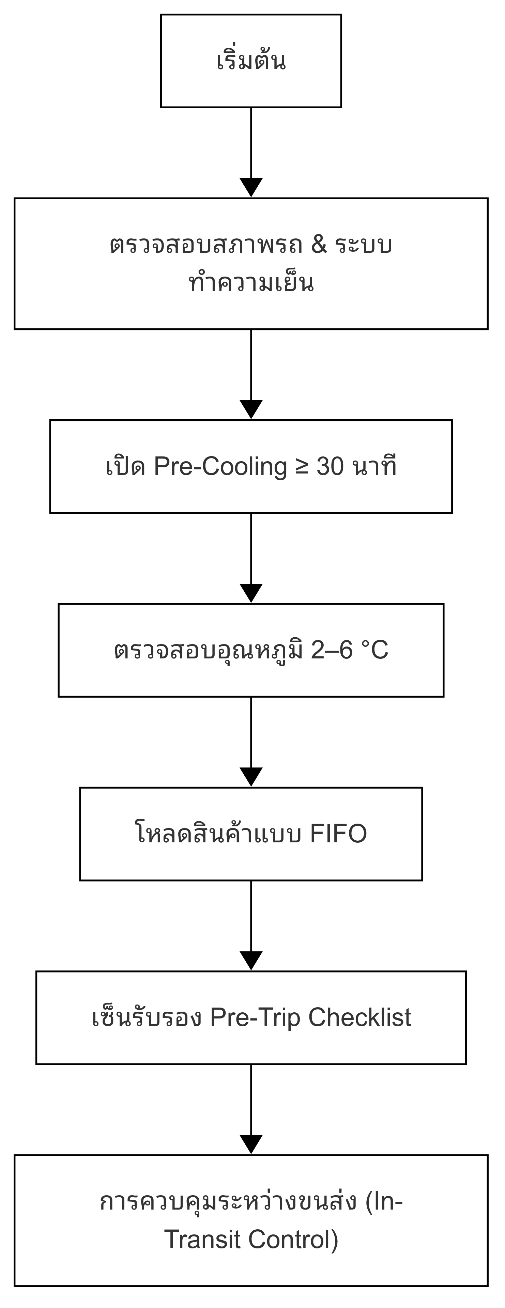 เริ่มต้น
ตรวจสอบสภาพรถ & ระบบ
ทำความเย็น
เปิด Pre-Cooling ≥ 30 นาที
ตรวจสอบอุณหภูมิ 2–6 °C
โหลดสินค้าแบบ FIFO
เซ็นรับรอง Pre-Trip Checklist
การควบคุมระหว่างขนส่ง (In-
Transit Control)